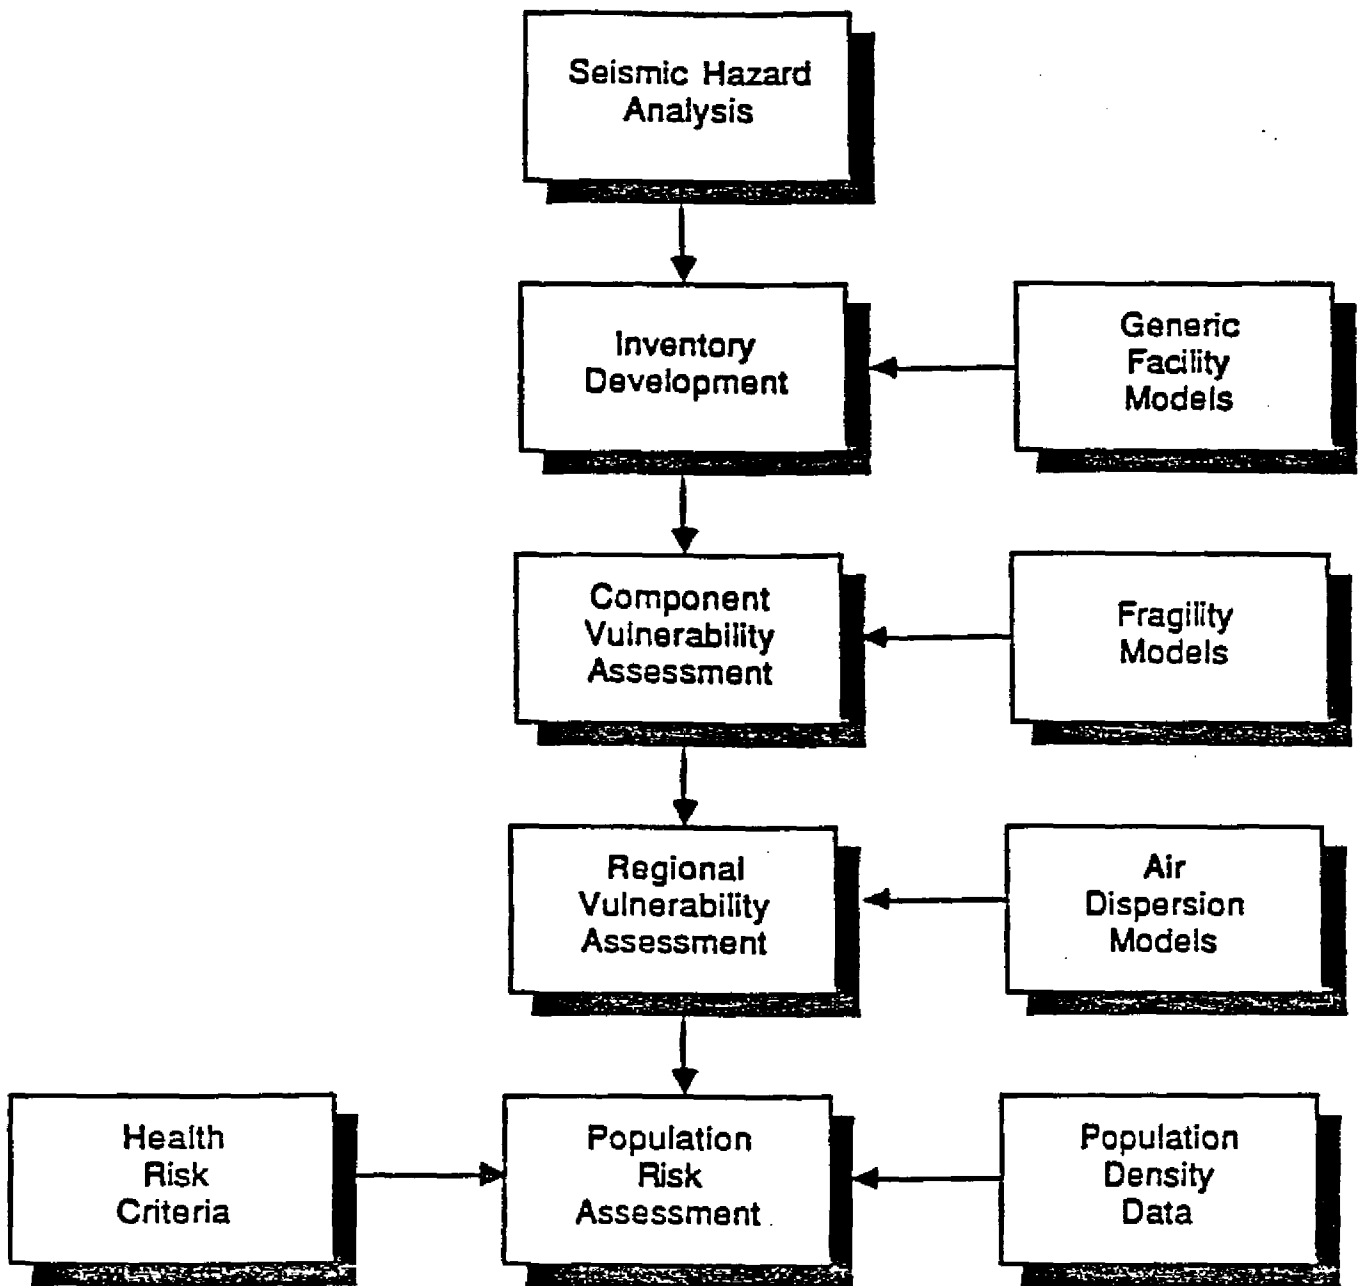 Seismic Hazard
Analysis
Inventory
Development
Generic
Facility
Models
Component
Vulnerability
Assessment
Fragility
Models
Regional
Vulnerability
Assessment
Air
Dispersion
Models
Health
Risk
Criteria
Population
Risk
Assessment
Population
Density
Data